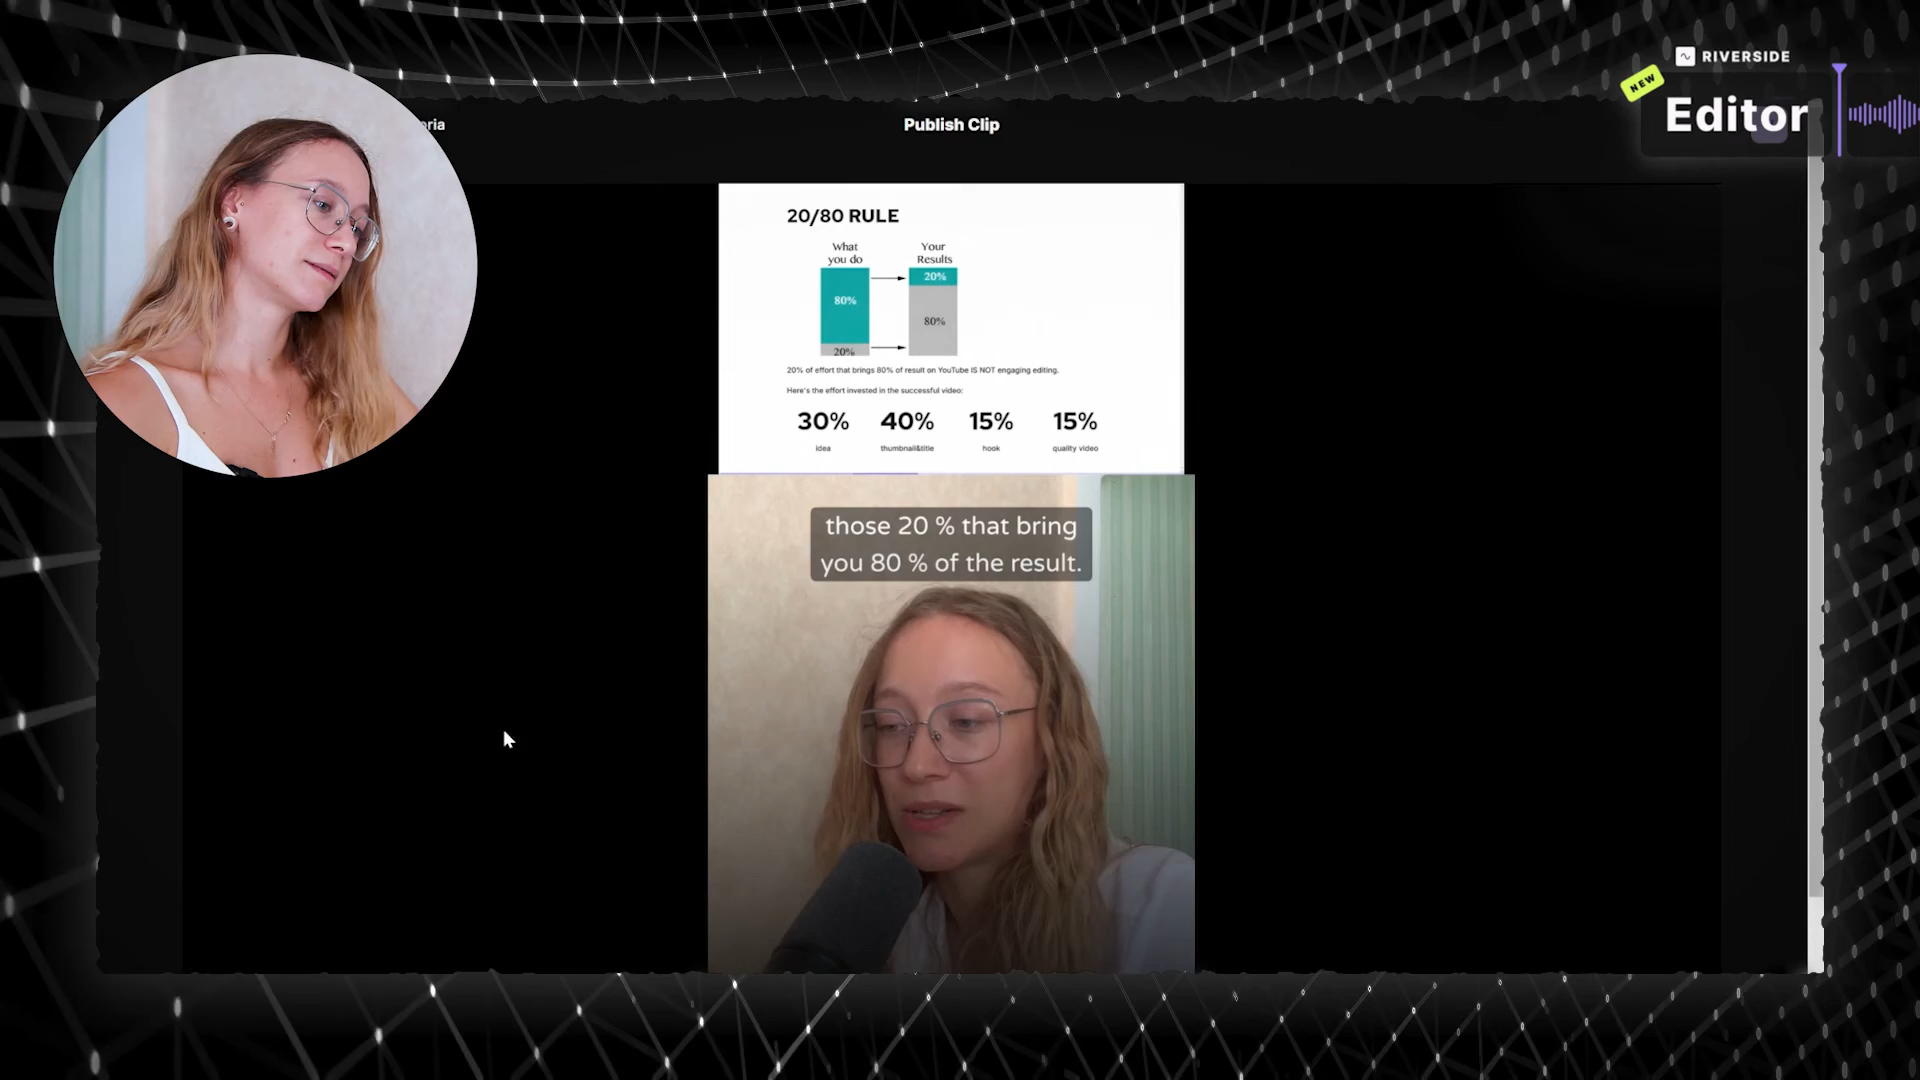 RIVERSIDE
NEW
Editor
Publish Clip
20/80 RULE
What
you do
Your
Results
80%
20%
20%
80%
20% of effort that brings 80% of result on YouTube IS NOT engaging editing.
Here's the effort invested in the successful video:
30%
40%
15%
15%
idea
thumbnail&title
hook
quality video
those 20 % that bring
you 80 % of the result.